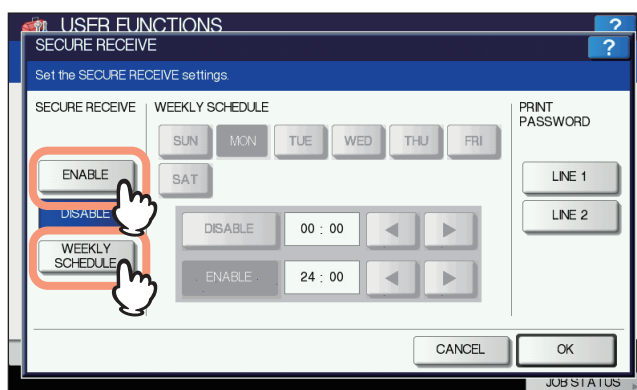 USER FUNCTIONS
?
SECURE RECEIVE
?
Set the SECURE RECEIVE settings.
SECURE RECEIVE
WEEKLY SCHEDULE
PRINT
PASSWORD
SUN
MON
TUE
WED
THU
FRI
SAT
ENABLE
DISABLE
WEEKLY
SCHEDULE
DISABLE
00 : 00
ENABLE
24 : 00
LINE 1
LINE 2
CANCEL
OK
JOB STATUS